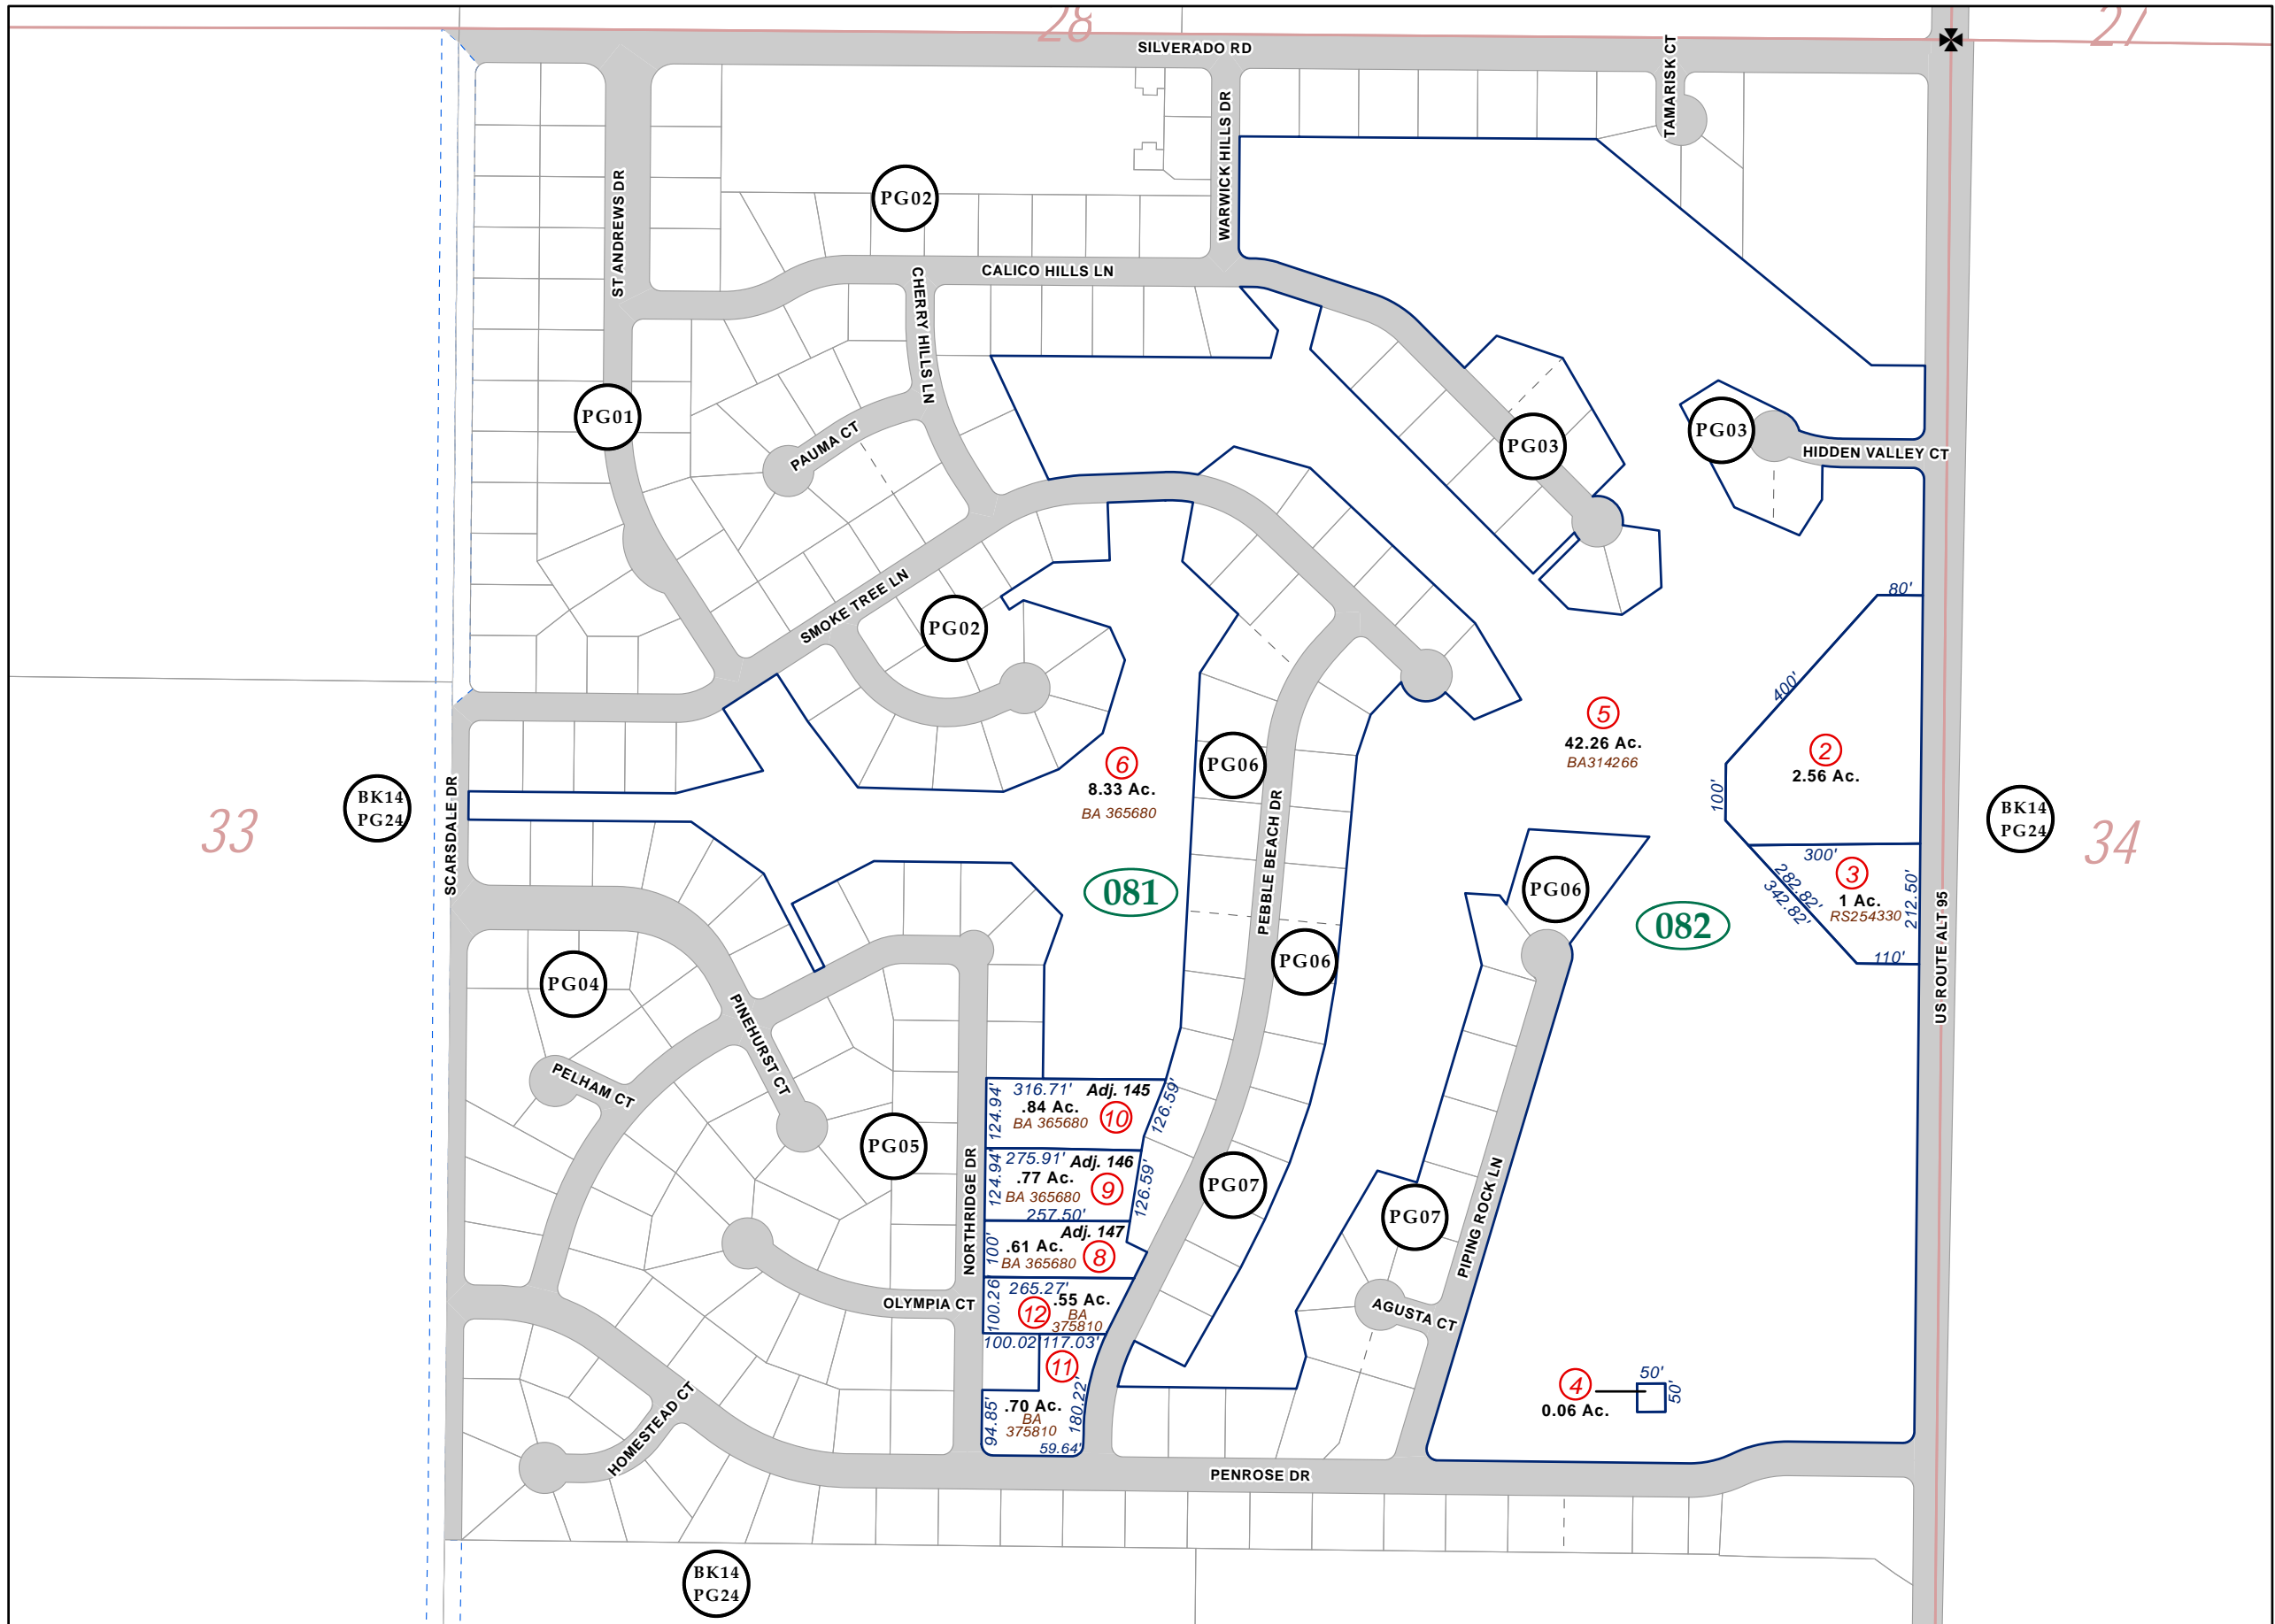 28
27
SILVERADO RD
TAMARISK CT
WARWICK HILLS DR
ST ANDREWS DR
PG02
CALICO HILLS LN
CHERRY HILLS LN
PG01
PAUMA CT
PG03
PG03
HIDDEN VALLEY CT
SMOKE TREE LN
PG02
80'
400'
5
42.26 Ac.
BA314266
2
2.56 Ac.
100'
6
8.33 Ac.
BA 365680
PG06
PEBBLE BEACH DR
SCARSDALE DR
BK14
PG24
33
BK14
PG24
34
300'
3
1 Ac.
RS254330
282.82'
342.82'
212.50'
110'
US ROUTE ALT 95
081
PG06
082
PG06
PG04
PINEHURST CT
PELHAM CT
PG05
NORTHRIDGE DR
316.71'
Adj. 145
124.94'
.84 Ac.
BA 365680
10
126.59'
275.91'
Adj. 146
124.94'
.77 Ac.
BA 365680
9
126.59'
257.50'
Adj. 147
100'
.61 Ac.
BA 365680
8
265.27'
100.26
12
.55 Ac.
BA
375810
100.02
117.03'
11
180.22'
94.85'
.70 Ac.
BA
375810
59.64'
PG07
PG07
PIPING ROCK LN
AGUSTA CT
OLYMPIA CT
HOMESTEAD CT
4
0.06 Ac.
50'
50'
PENROSE DR
BK14
PG24